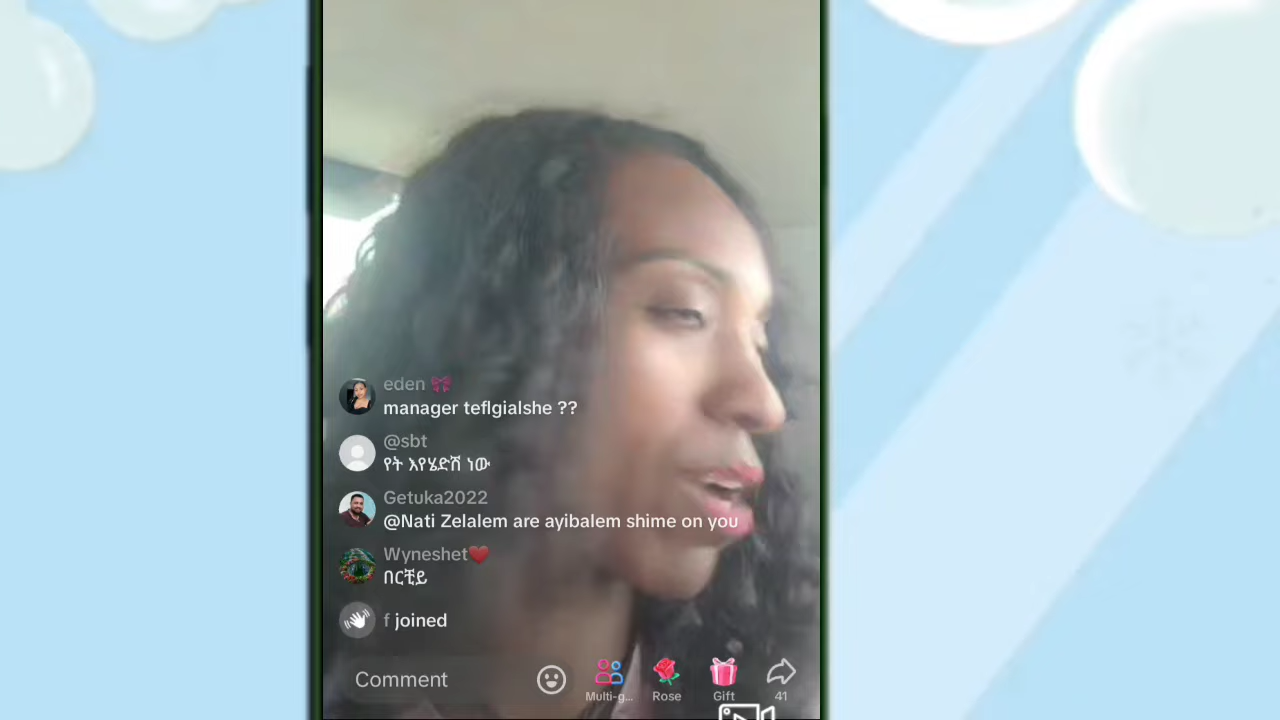 eden 🎀
manager teflgialshe ??
@sbt
የት እየሄድሽ ነው
Getuka2022
@Nati Zelalem are ayibalem shime on you
Wyneshet❤️
በርቺይ
f joined
Comment
Multi-g...
Rose
Gift
41